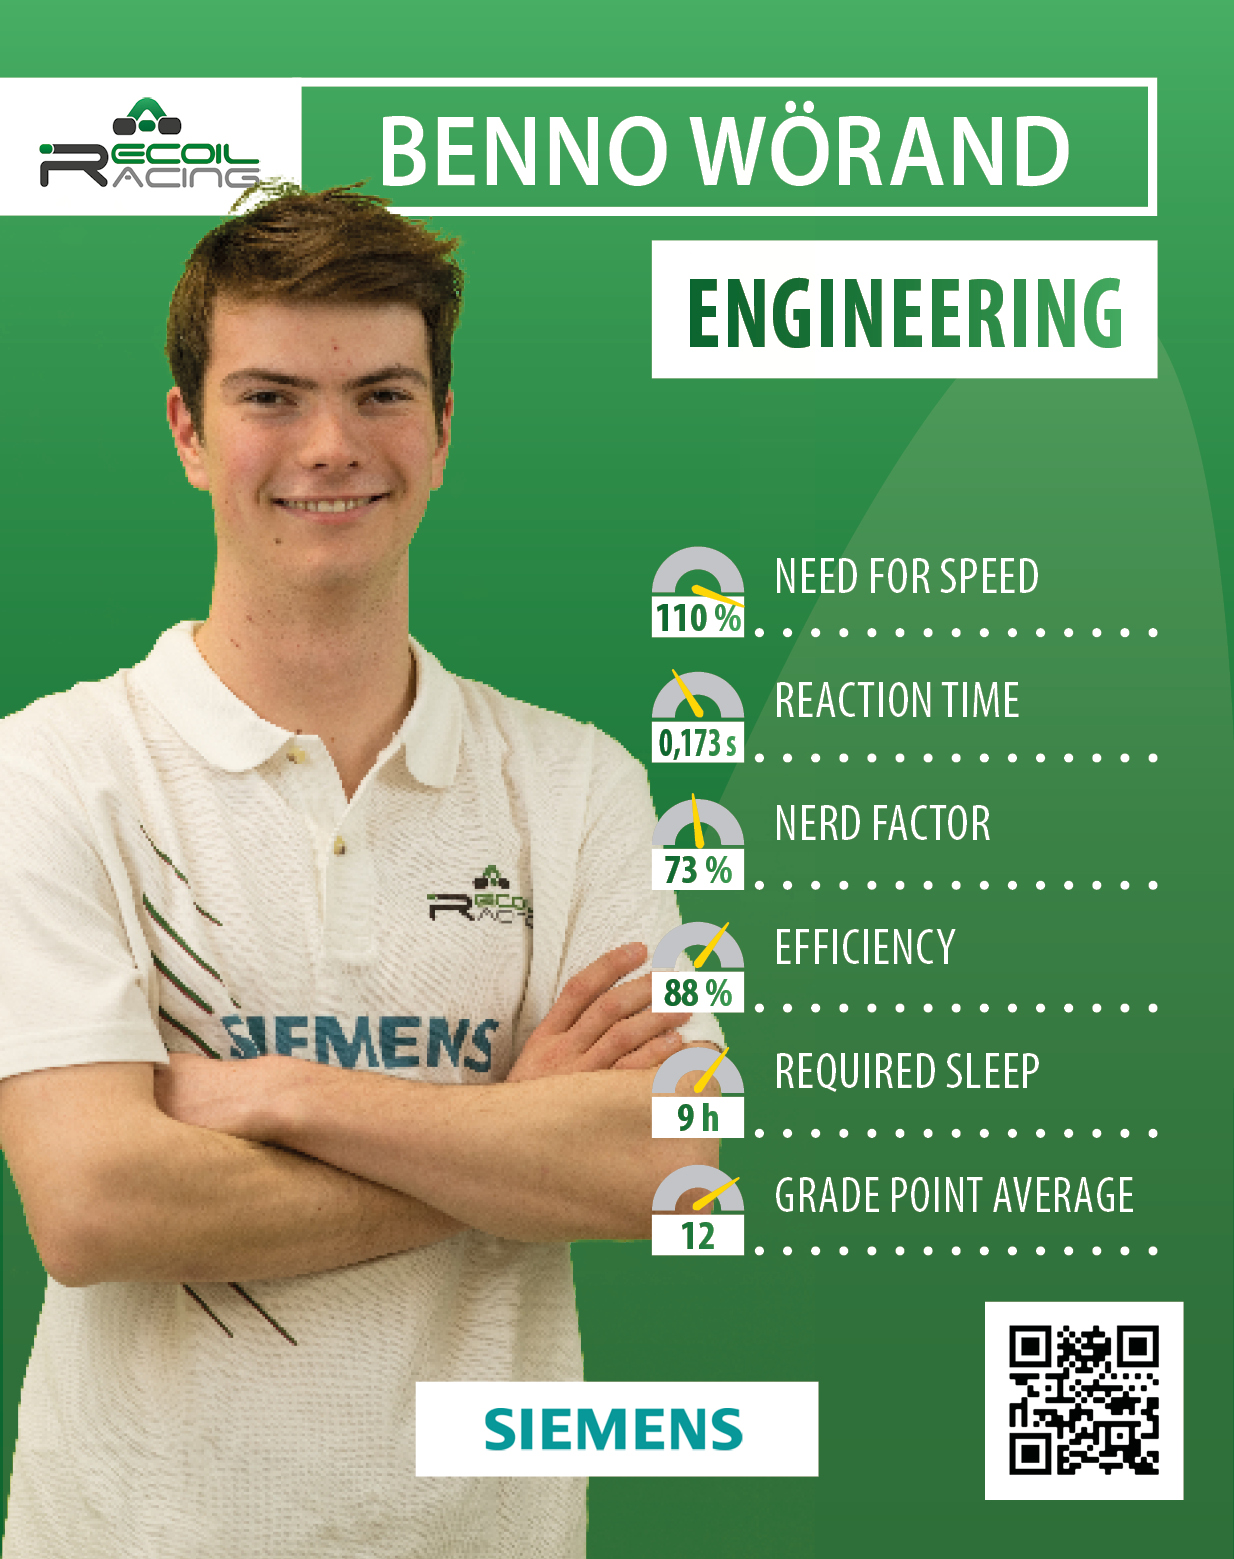 RECOIL
RACING
BENNO WÖRAND
ENGINEERING
NEED FOR SPEED
110 %
REACTION TIME
0,173 s
NERD FACTOR
73 %
RECOIL
RACING
EFFICIENCY
88 %
SIEMENS
REQUIRED SLEEP
9 h
GRADE POINT AVERAGE
12
SIEMENS